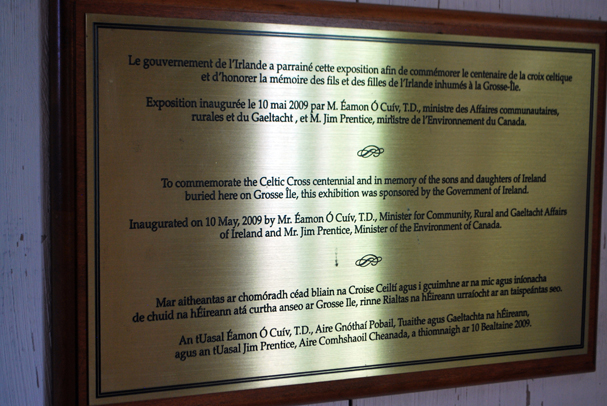 Le gouvernement de l'Irlande a parrainé cette exposition afin de commémorer le centenaire de la croix celtique
et d'honorer la mémoire des fils et des filles de l'Irlande inhumés à la Grosse-Île.
Exposition inaugurée le 10 mai 2009 par M. Éamon Ó Cuív, T.D., ministre des Affaires communautaires,
rurales et du Gaeltacht , et M. Jim Prentice, ministre de l'Environnement du Canada.
To commemorate the Celtic Cross centennial and in memory of the sons and daughters of Ireland
buried here on Grosse Île, this exhibition was sponsored by the Government of Ireland.
Inaugurated on 10 May, 2009 by Mr. Éamon Ó Cuív, T.D., Minister for Community, Rural and Gaeltacht Affairs
of Ireland and Mr. Jim Prentice, Minister of the Environment of Canada.
Mar aitheantas ar chomóradh céad bliain na Croise Ceiltí agus i gcuimhne ar na mic agus iníonacha
de chuid na hÉireann atá curtha anseo ar Grosse Ile, rinne Rialtas na hÉireann urraíocht ar an taispeántas seo.
An tUasal Éamon Ó Cuív, T.D., Aire Gnóthaí Pobail, Tuaithe agus Gaeltachta na hÉireann,
agus an tUasal Jim Prentice, Aire Comhshaoil Cheanada, a thiomnaigh ar 10 Bealtaine 2009.